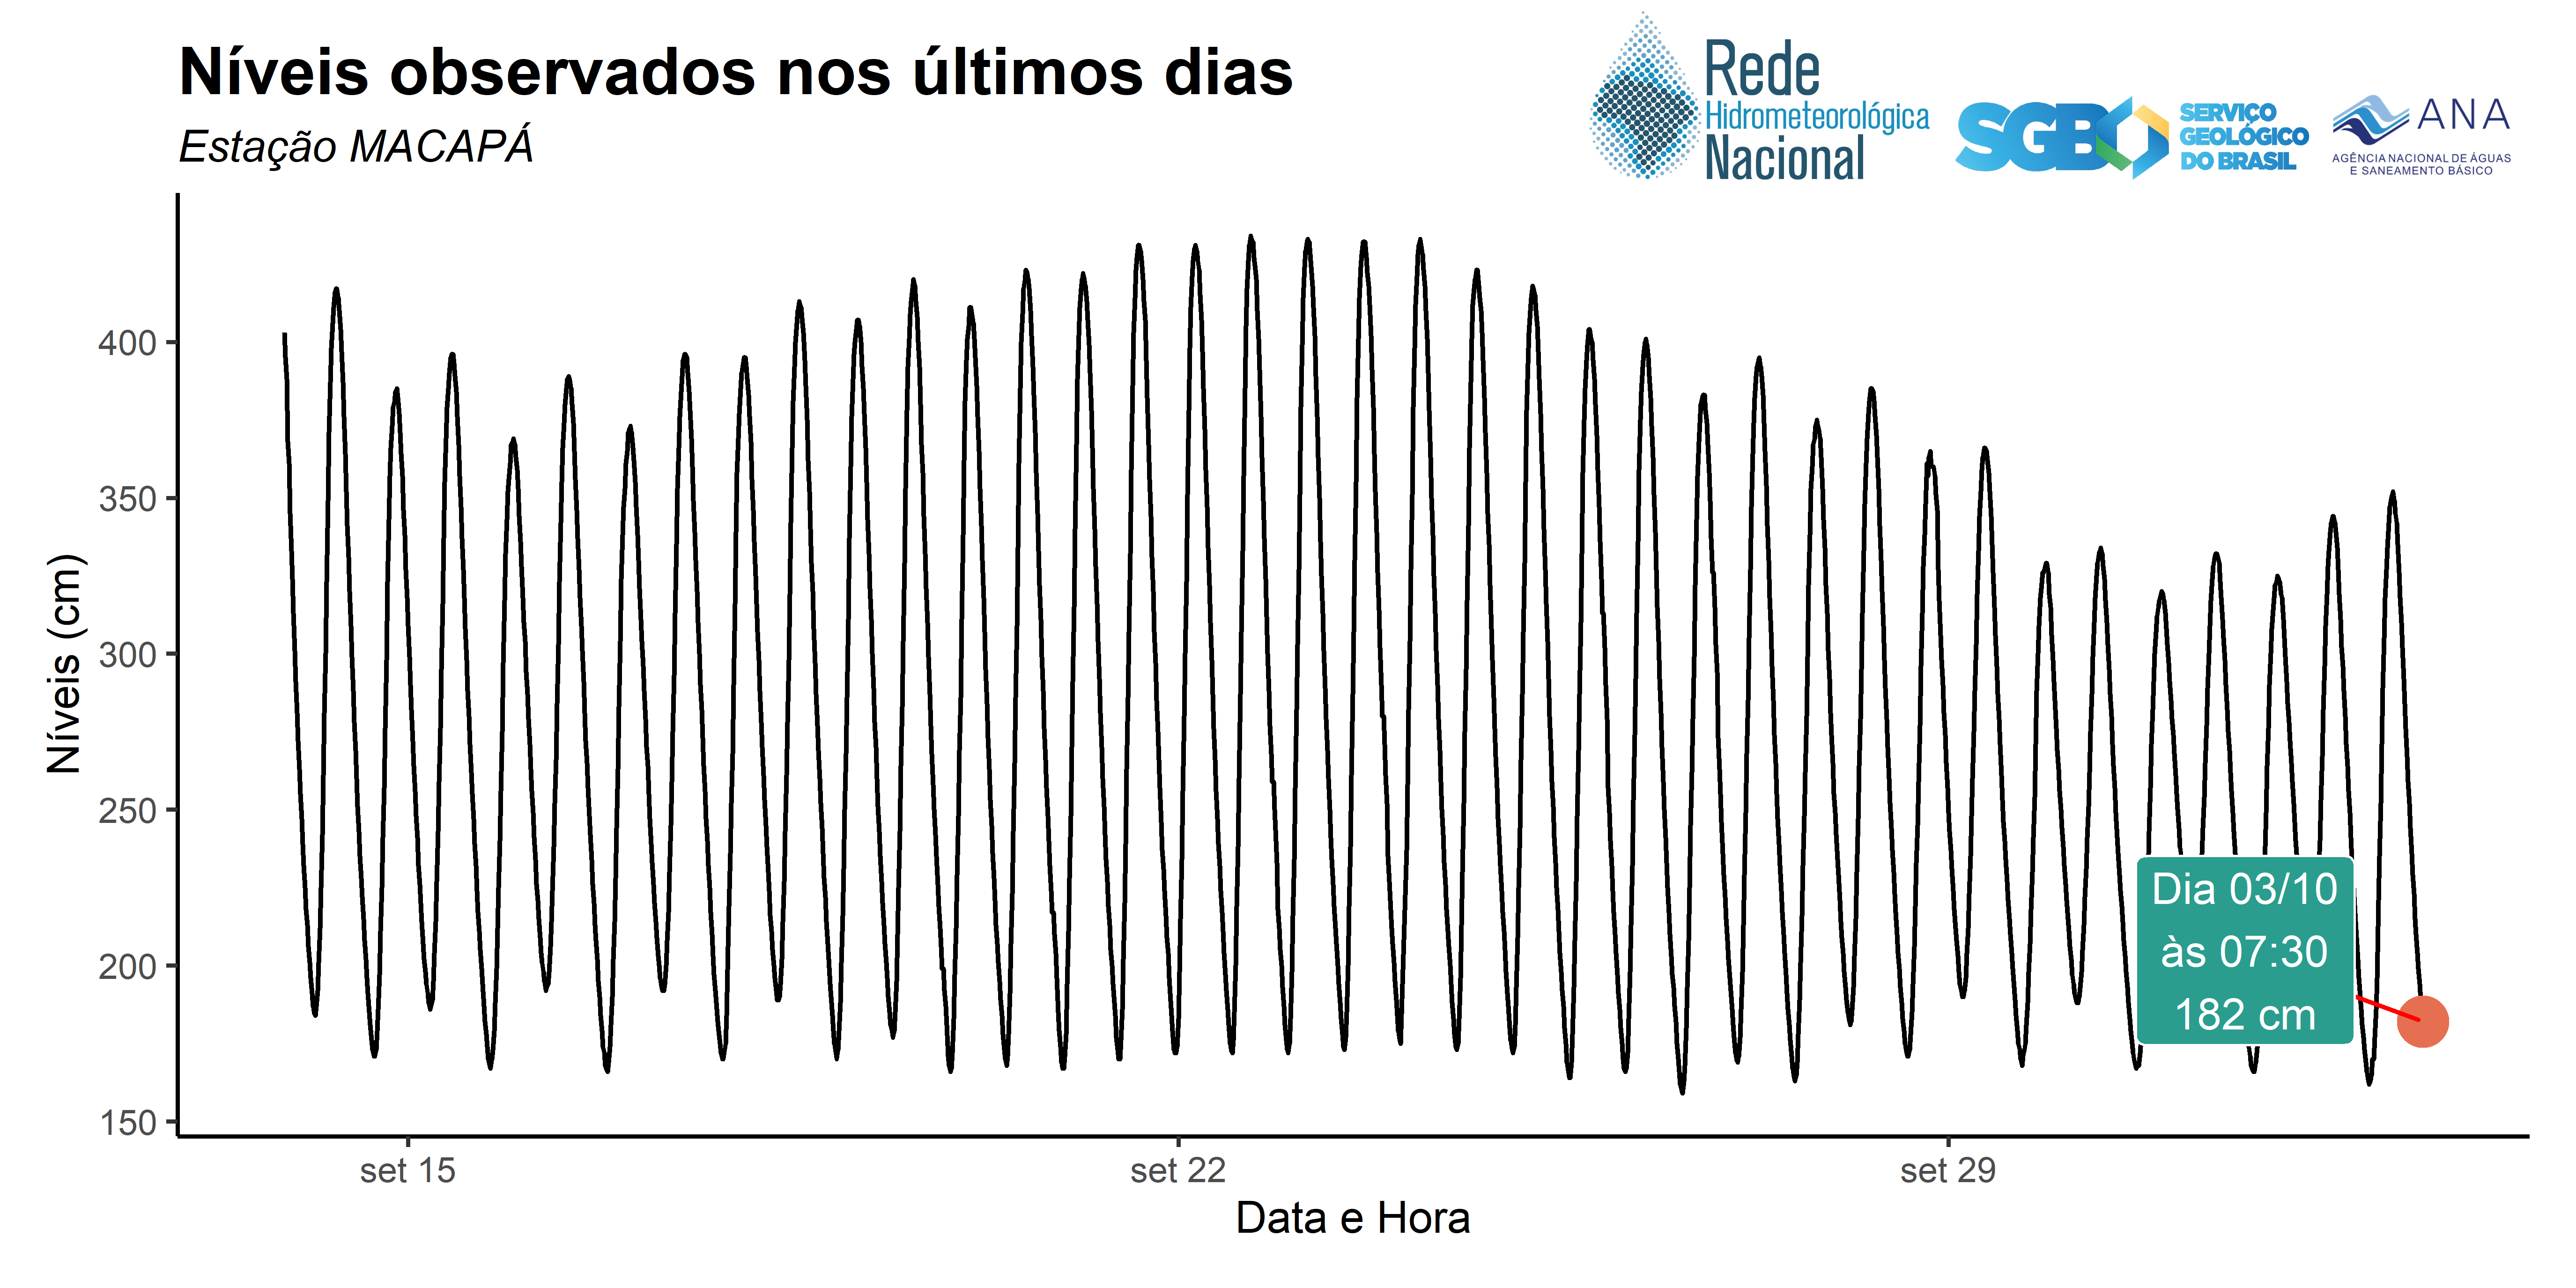 Níveis observados nos últimos dias
Estação MACAPÁ
Rede
Hidrometeorológica
Nacional
SGB
SERVIÇO
GEOLÓGICO
DO BRASIL
ANA
AGÊNCIA NACIONAL DE ÁGUAS
E SANEAMENTO BÁSICO
Níveis (cm)
400
350
300
250
200
150
Dia 03/10
às 07:30
182 cm
set 15
set 22
set 29
Data e Hora